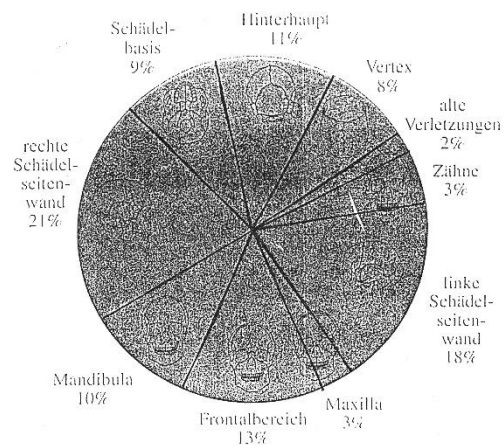 Hinterhaupt
11%
Vertex
8%
alte
Verletzungen
2%
Zähne
3%
linke
Schädel-
seiten-
wand
18%
Maxilla
3%
Frontalbereich
13%
Mandibula
10%
rechte
Schädel-
seiten-
wand
21%
Schädel-
basis
9%